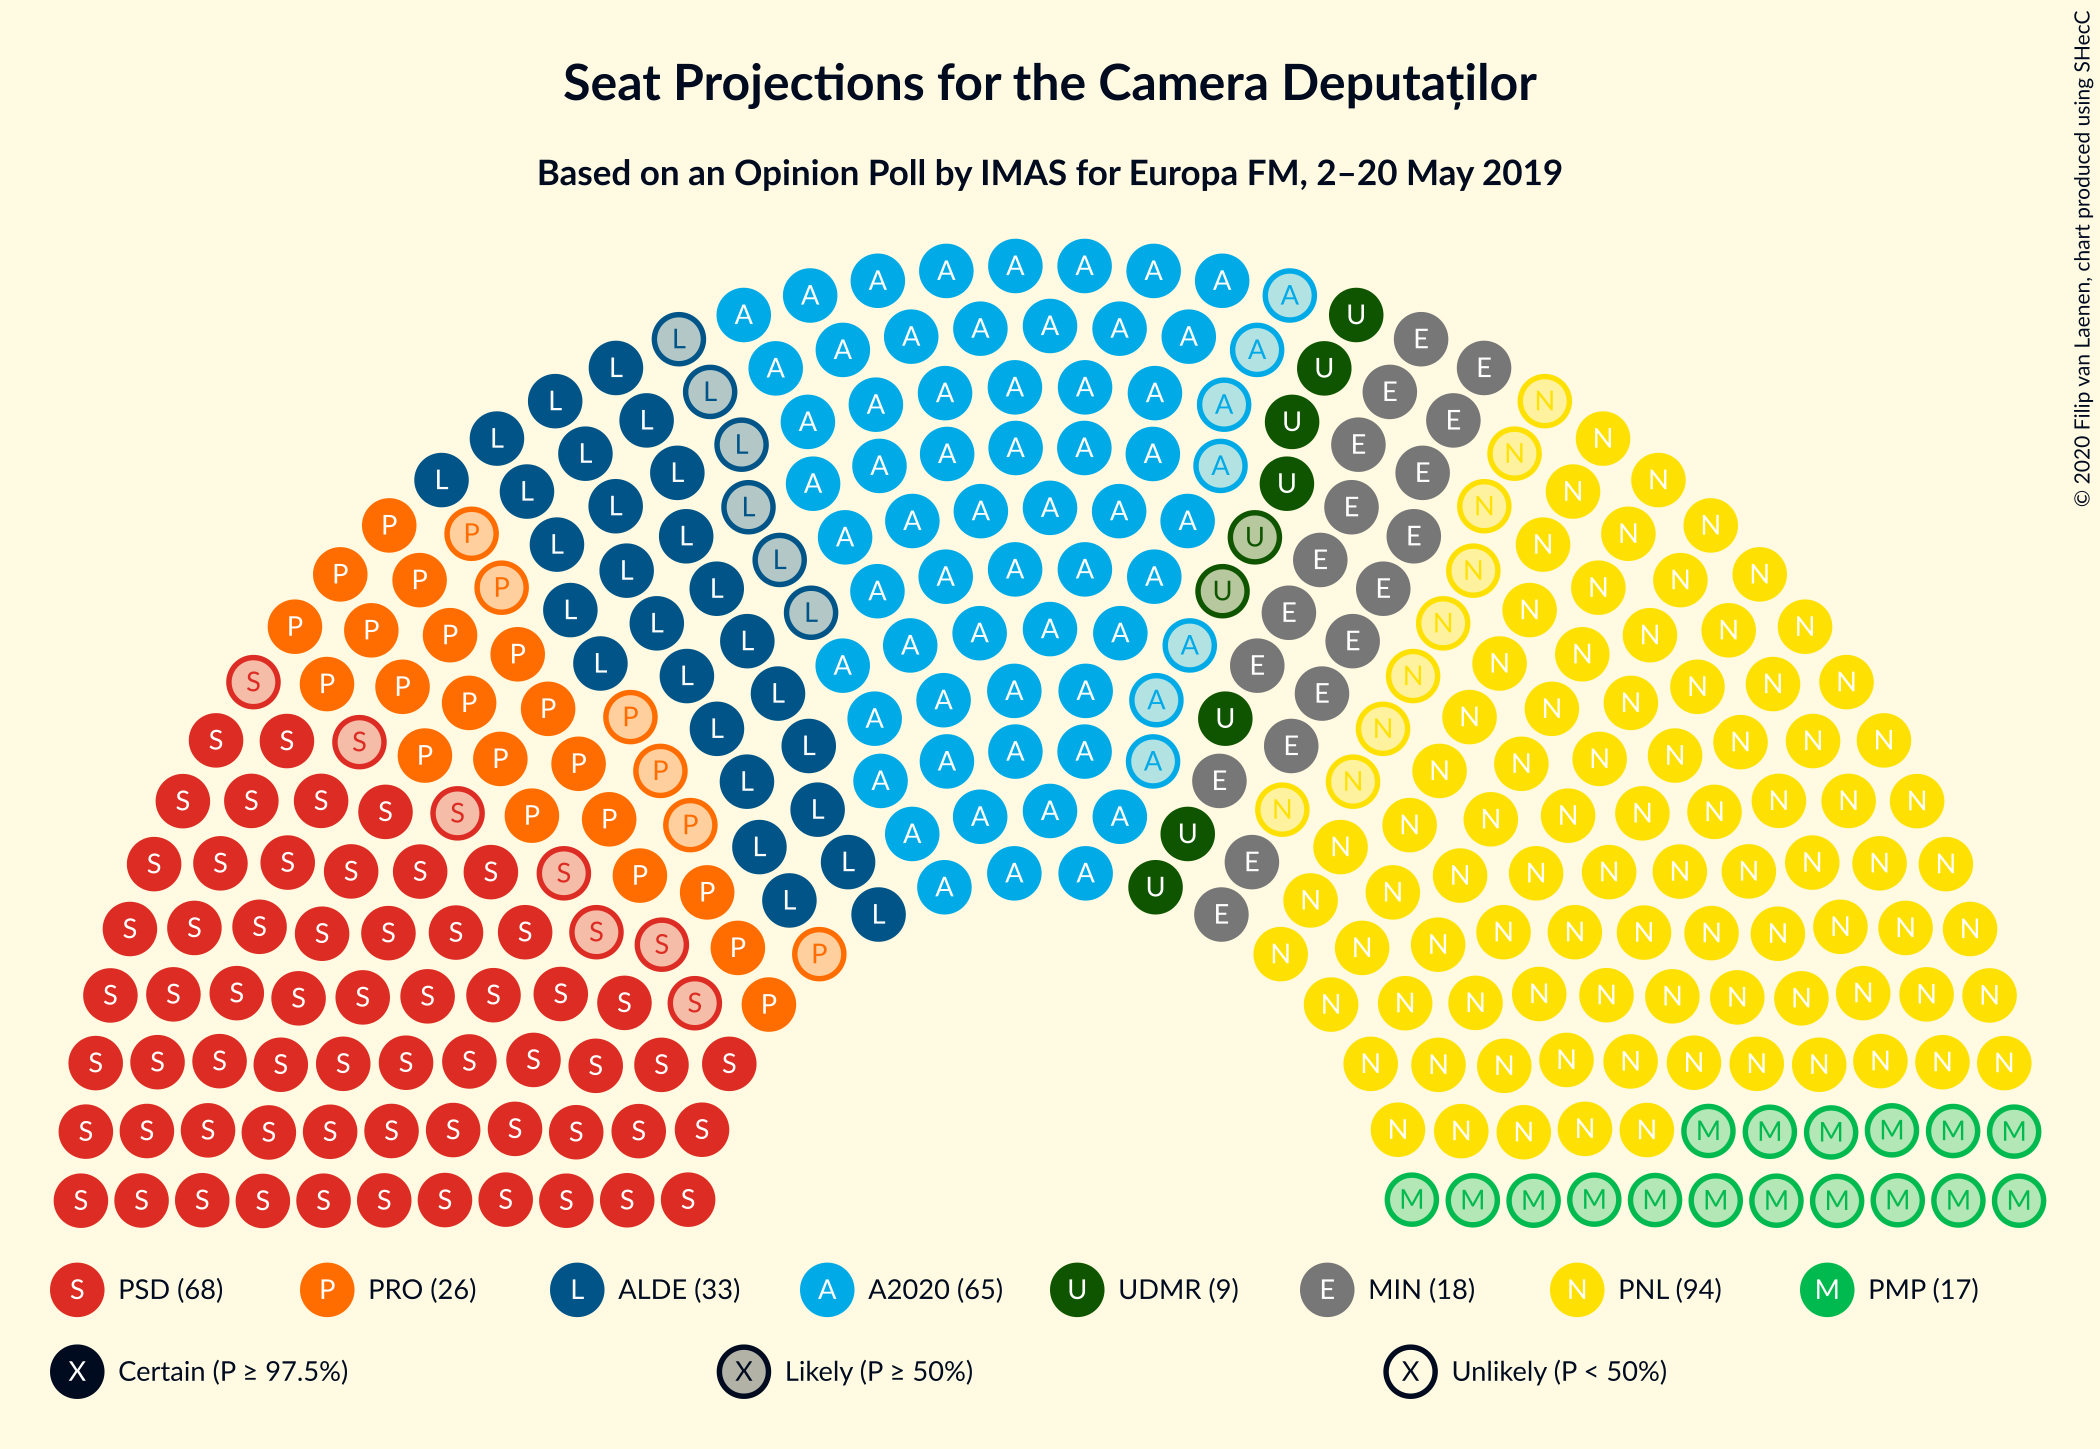 Seat Projections for the Camera Deputaților
Based on an Opinion Poll by IMAS for Europa FM, 2–20 May 2019
© 2020 Filip van Laenen, chart produced using SHecC
S PSD (68) P PRO (26) L ALDE (33) A A2020 (65) U UDMR (9) E MIN (18) N PNL (94) M PMP (17)
X Certain (P ≥ 97.5%) X Likely (P ≥ 50%) X Unlikely (P < 50%)